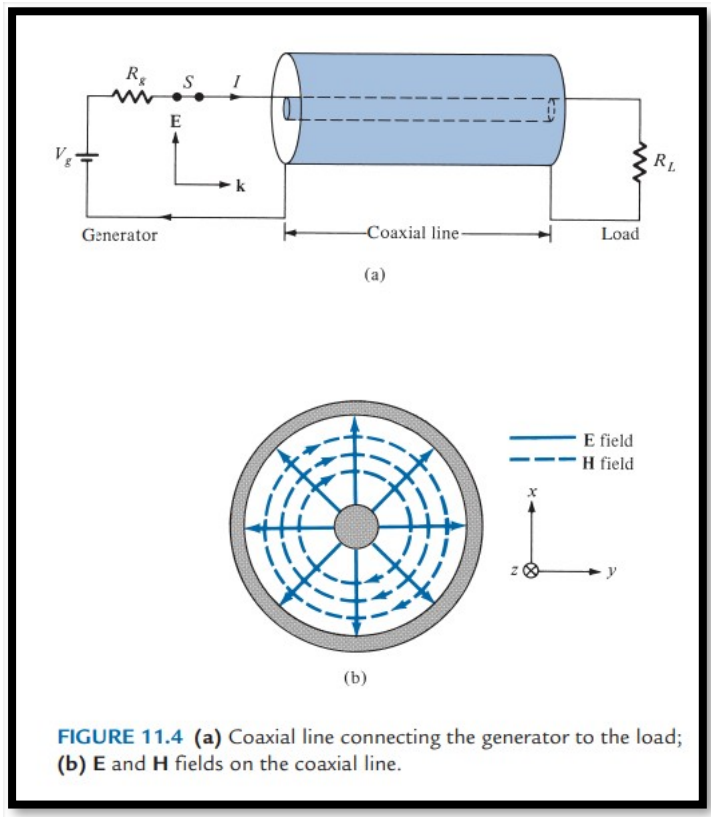 R_g S I
E
V_g
k
R_L
Generator
Coaxial line
Load
(a)
E field
H field
x
z
y
(b)
FIGURE 11.4 (a) Coaxial line connecting the generator to the load;
(b) E and H fields on the coaxial line.